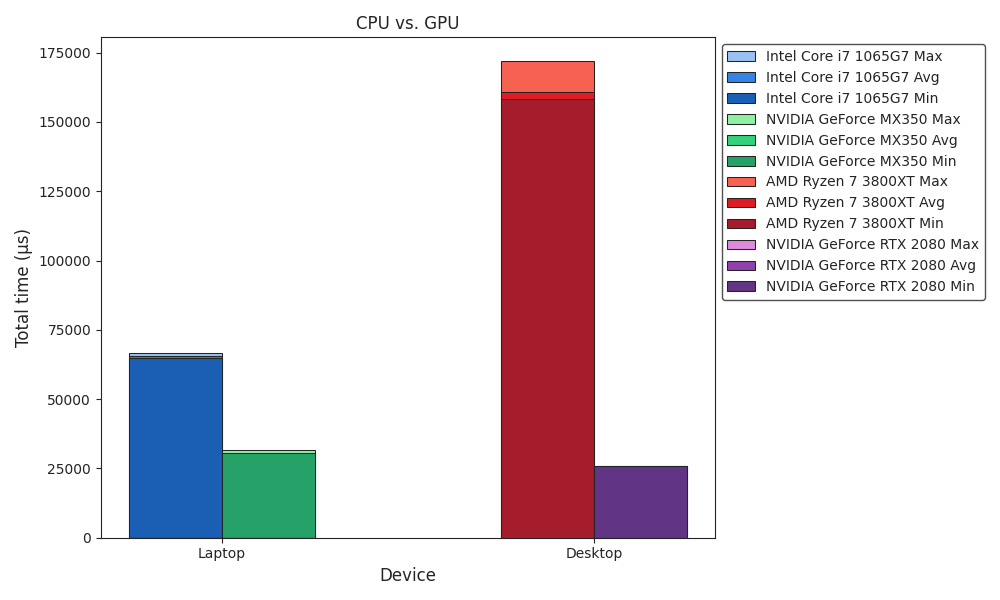 CPU vs. GPU
175000
150000
125000
100000
75000
50000
25000
0
Total time (µs)
Laptop
Desktop
Device
Intel Core i7 1065G7 Max
Intel Core i7 1065G7 Avg
Intel Core i7 1065G7 Min
NVIDIA GeForce MX350 Max
NVIDIA GeForce MX350 Avg
NVIDIA GeForce MX350 Min
AMD Ryzen 7 3800XT Max
AMD Ryzen 7 3800XT Avg
AMD Ryzen 7 3800XT Min
NVIDIA GeForce RTX 2080 Max
NVIDIA GeForce RTX 2080 Avg
NVIDIA GeForce RTX 2080 Min